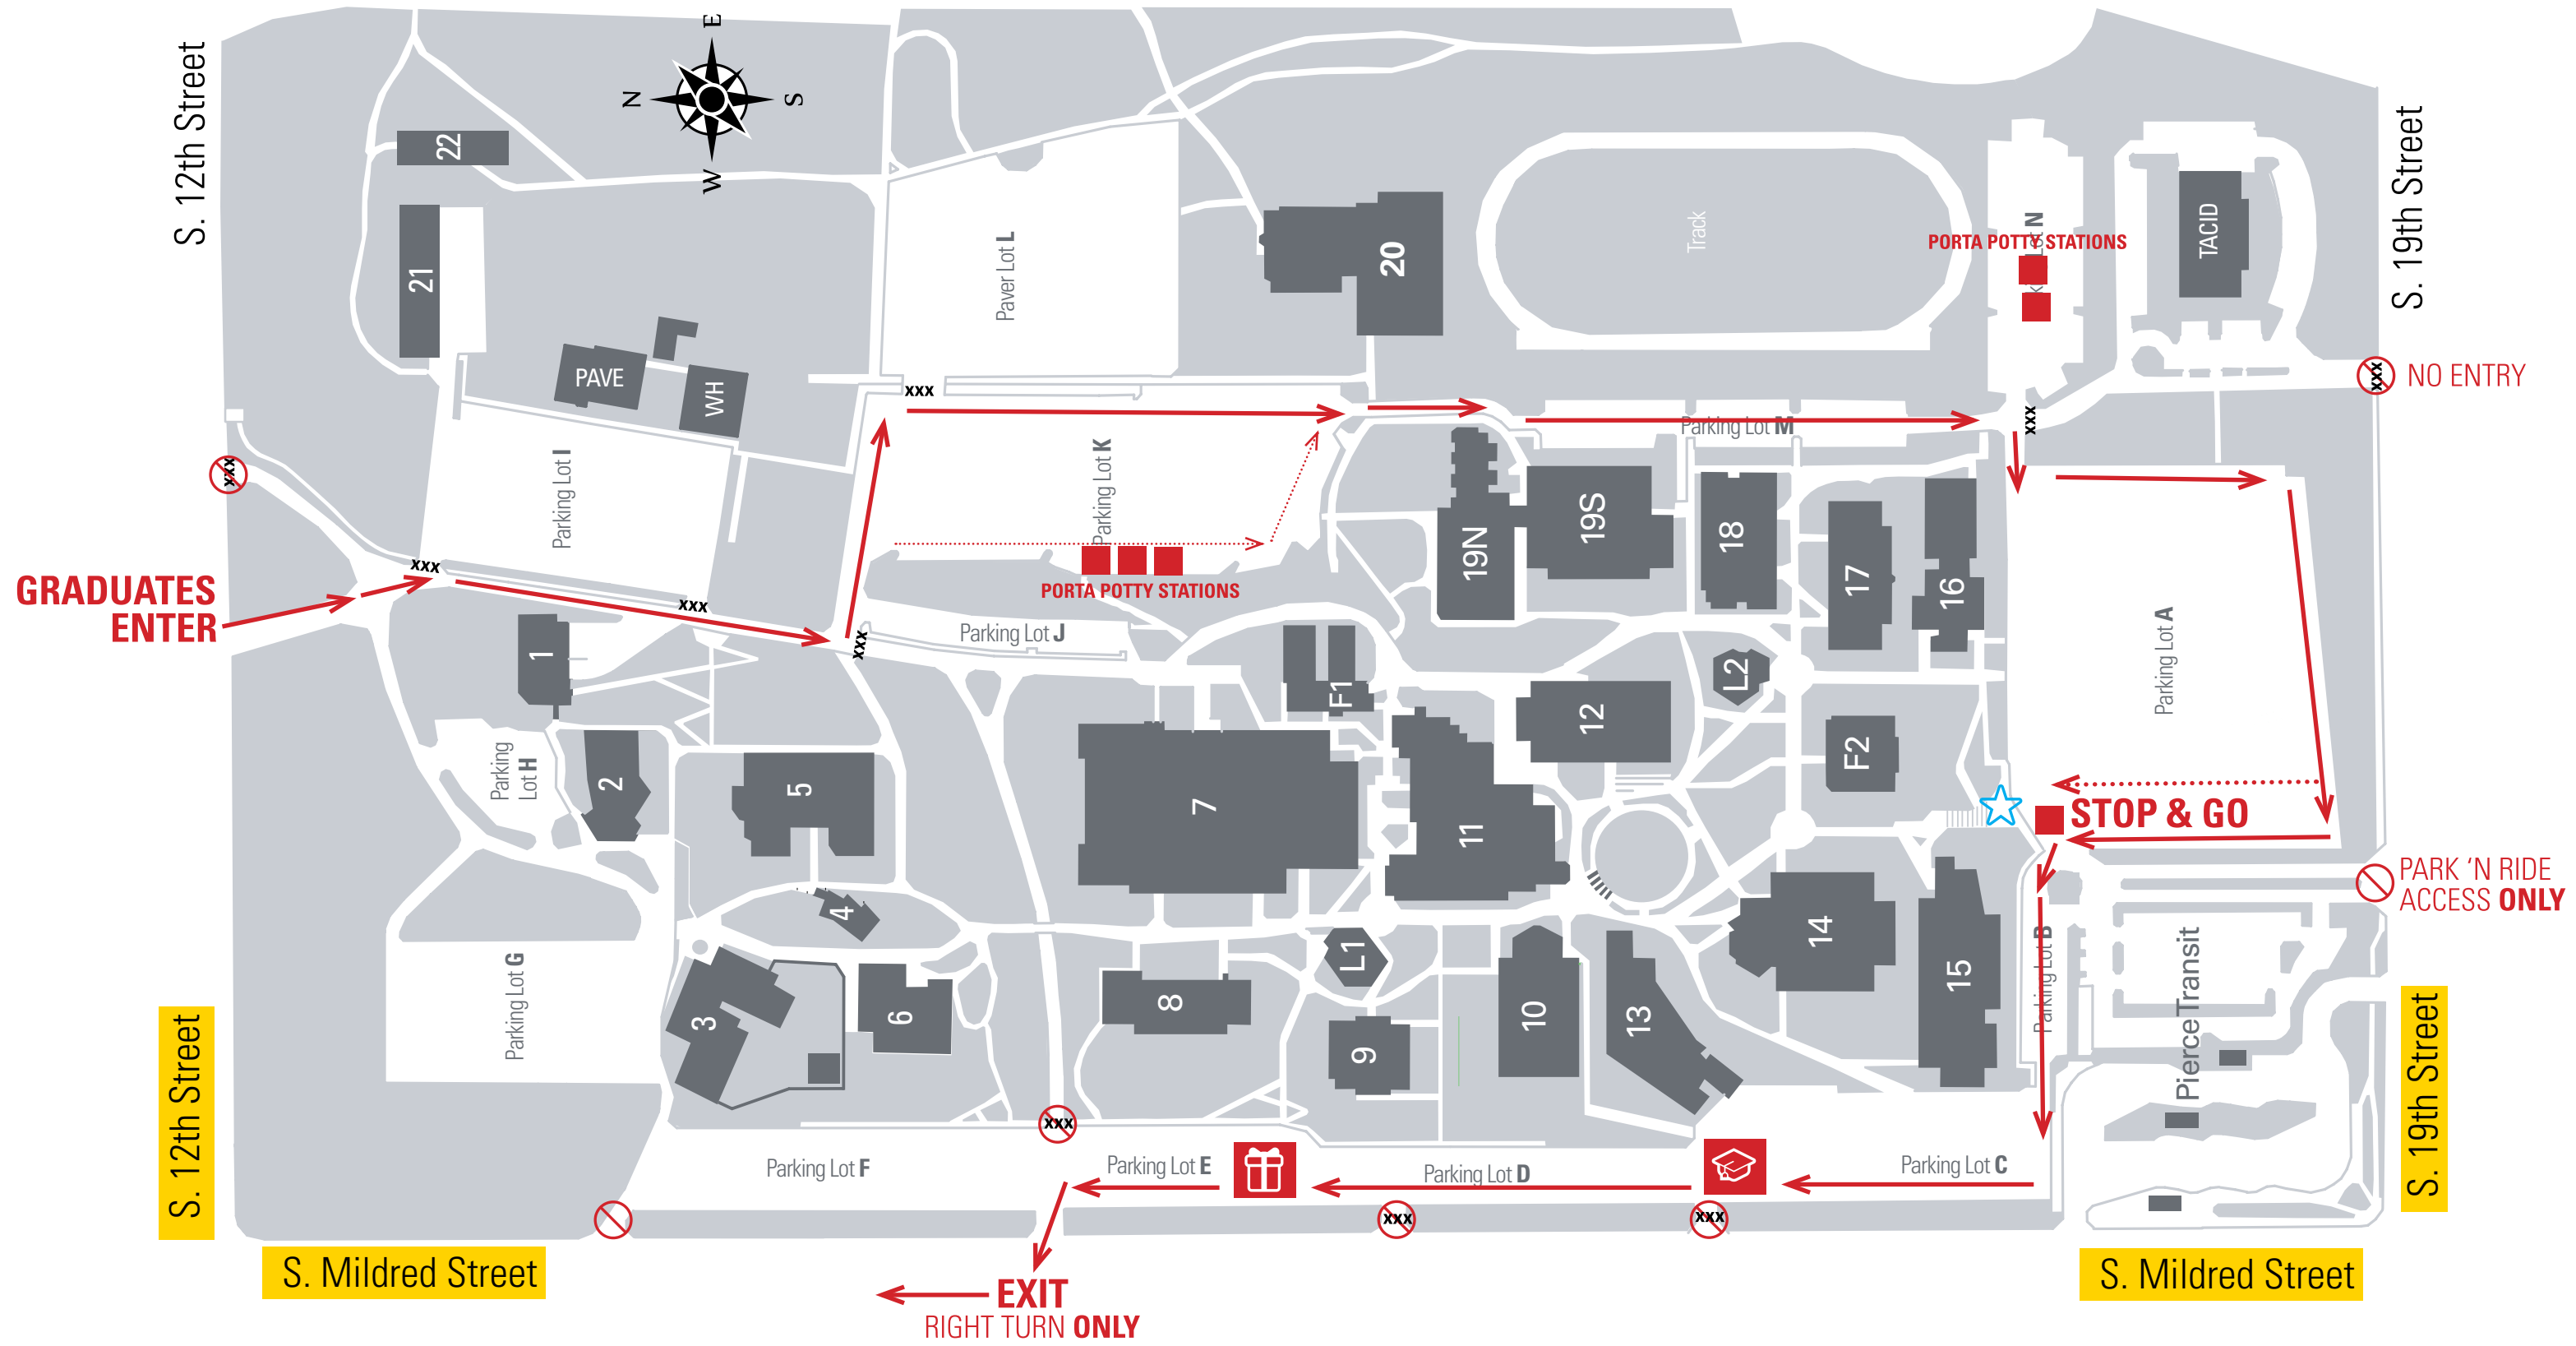 E
N
S
W
S. 12th Street
S. 19th Street
22
21
PAVE
WH
Paver Lot L
20
Track
PORTA POTTY STATIONS
TACID
xxx
NO ENTRY
xxx
xxx
Parking Lot M
xxx
Parking Lot I
Parking Lot K
19N
19S
18
17
16
xxx
GRADUATES
ENTER
xxx
PORTA POTTY STATIONS
Parking Lot J
xxx
1
F1
L2
12
Parking Lot A
Parking
Lot H
2
5
7
11
F2
STOP & GO
4
PARK ‘N RIDE
ACCESS ONLY
Parking Lot G
3
6
8
L1
9
10
13
14
15
Parking Lot B
Pierce Transit
S. 12th Street
S. 19th Street
xxx
Parking Lot F
Parking Lot E
Parking Lot D
Parking Lot C
xxx
xxx
S. Mildred Street
EXIT
RIGHT TURN ONLY
S. Mildred Street